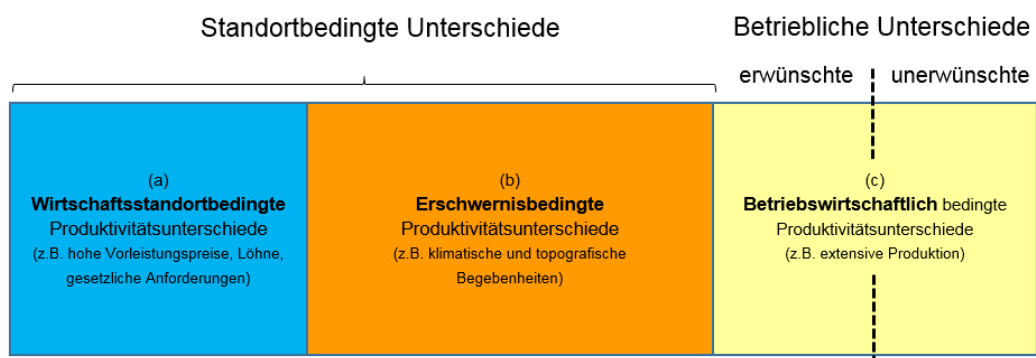 Standortbedingte Unterschiede
Betriebliche Unterschiede
erwünschte
unerwünschte
(a)
Wirtschaftsstandortbedingte
Produktivitätsunterschiede
(z.B. hohe Vorleistungspreise, Löhne,
gesetzliche Anforderungen)
(b)
Erschwernisbedingte
Produktivitätsunterschiede
(z.B. klimatische und topografische
Begebenheiten)
(c)
Betriebswirtschaftlich bedingte
Produktivitätsunterschiede
(z.B. extensive Produktion)